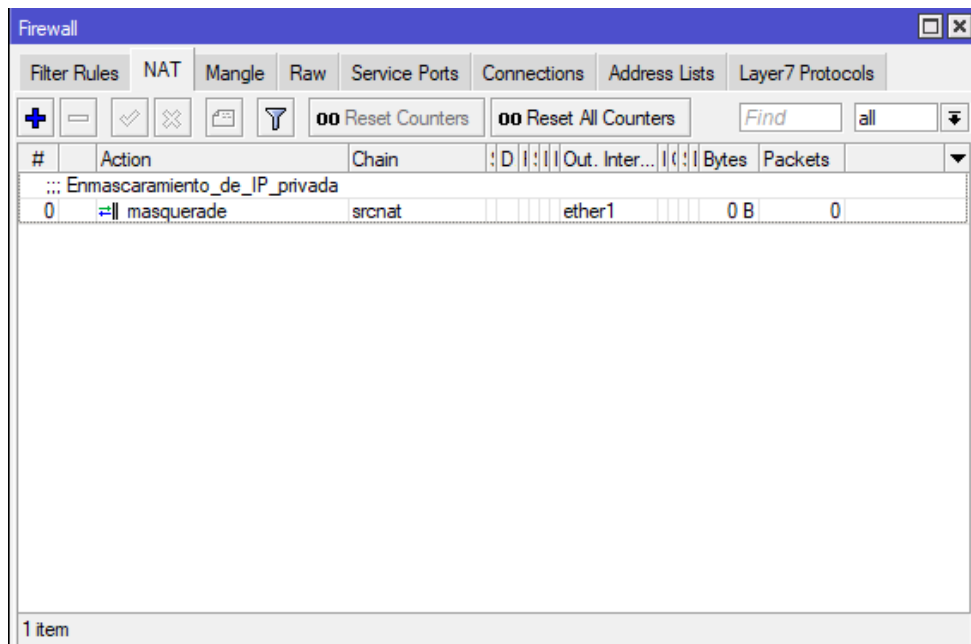 Firewall
Filter Rules NAT Mangle Raw Service Ports Connections Address Lists Layer7 Protocols
00 Reset Counters 00 Reset All Counters Find all
# Action Chain D Out. Inter... Bytes Packets
;;; Enmascaramiento_de_IP_privada
0 masquerade srcnat ether1 0 B 0
1 item